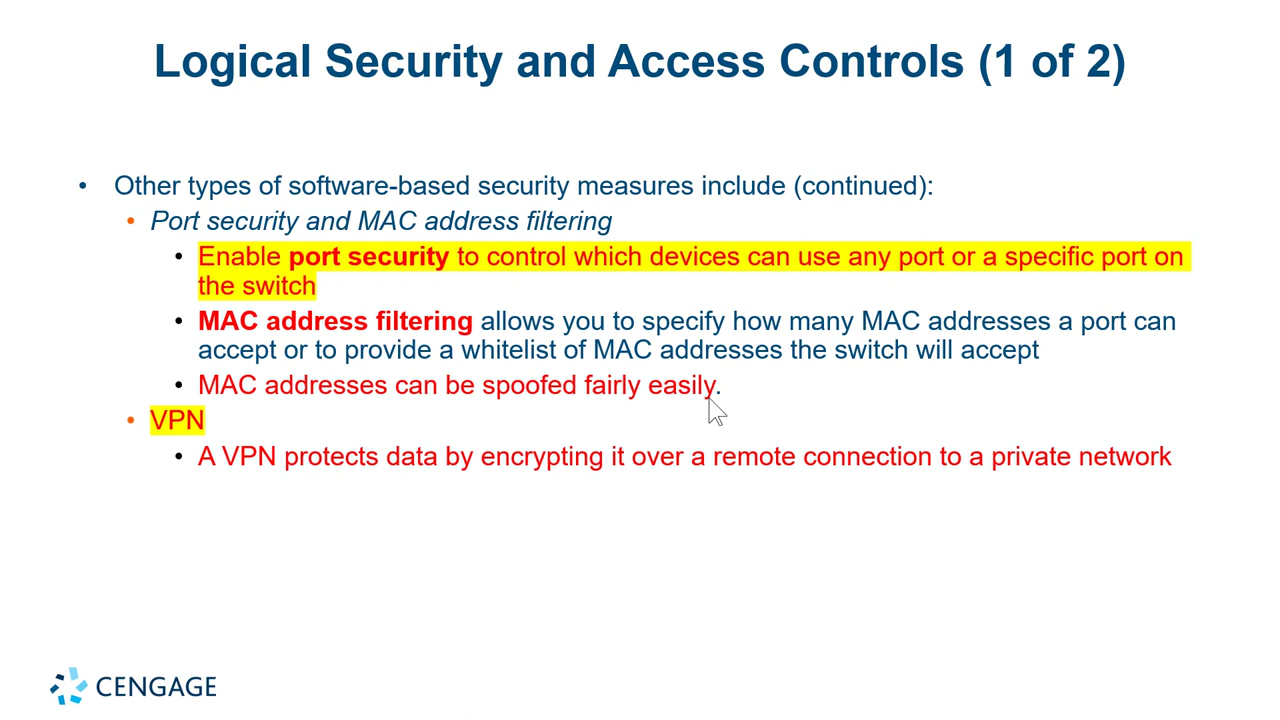 Logical Security and Access Controls (1 of 2)
• Other types of software-based security measures include (continued):
• Port security and MAC address filtering
• Enable port security to control which devices can use any port or a specific port on
the switch
• MAC address filtering allows you to specify how many MAC addresses a port can
accept or to provide a whitelist of MAC addresses the switch will accept
• MAC addresses can be spoofed fairly easily.
• VPN
• A VPN protects data by encrypting it over a remote connection to a private network
CENGAGE